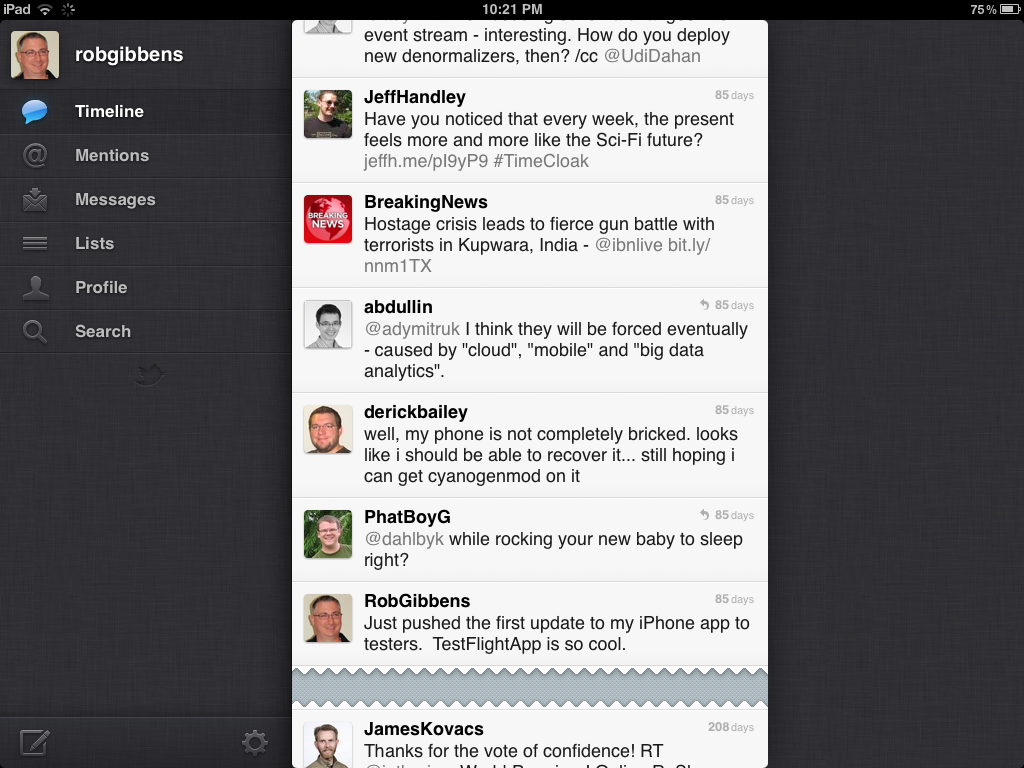 iPad 10:21 PM 75%
robgibbens
Timeline
Mentions
Messages
Lists
Profile
Search
event stream - interesting. How do you deploy
new denormalizers, then? /cc @UdiDahan
JeffHandley 85 days
Have you noticed that every week, the present
feels more and more like the Sci-Fi future?
jeffh.me/pI9yP9 #TimeCloak
BREAKING
NEWS
BreakingNews 85 days
Hostage crisis leads to fierce gun battle with
terrorists in Kupwara, India - @ibnlive bit.ly/
nnm1TX
abdullin 85 days
@adymitruk I think they will be forced eventually
- caused by "cloud", "mobile" and "big data
analytics".
derickbailey 85 days
well, my phone is not completely bricked. looks
like i should be able to recover it... still hoping i
can get cyanogenmod on it
PhatBoyG 85 days
@dahlbyk while rocking your new baby to sleep
right?
RobGibbens 85 days
Just pushed the first update to my iPhone app to
testers.  TestFlightApp is so cool.
JamesKovacs 208 days
Thanks for the vote of confidence! RT